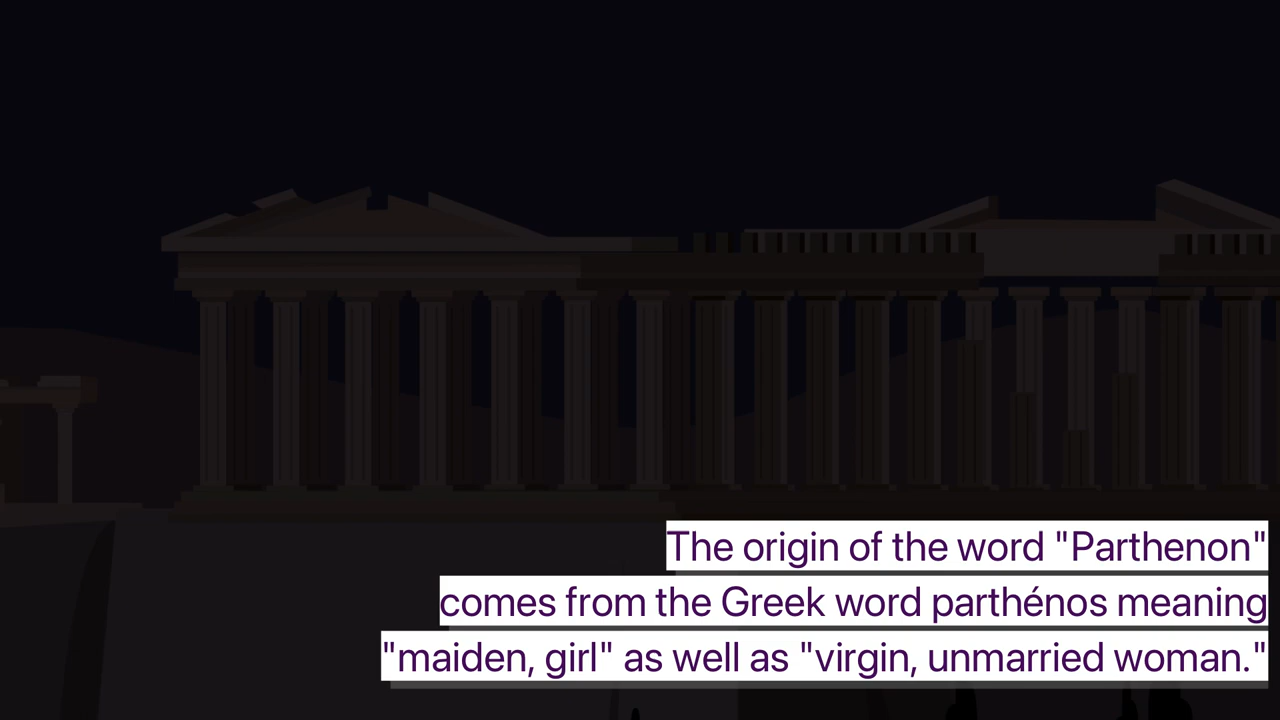 The origin of the word "Parthenon"
comes from the Greek word parthénos meaning
"maiden, girl" as well as "virgin, unmarried woman."